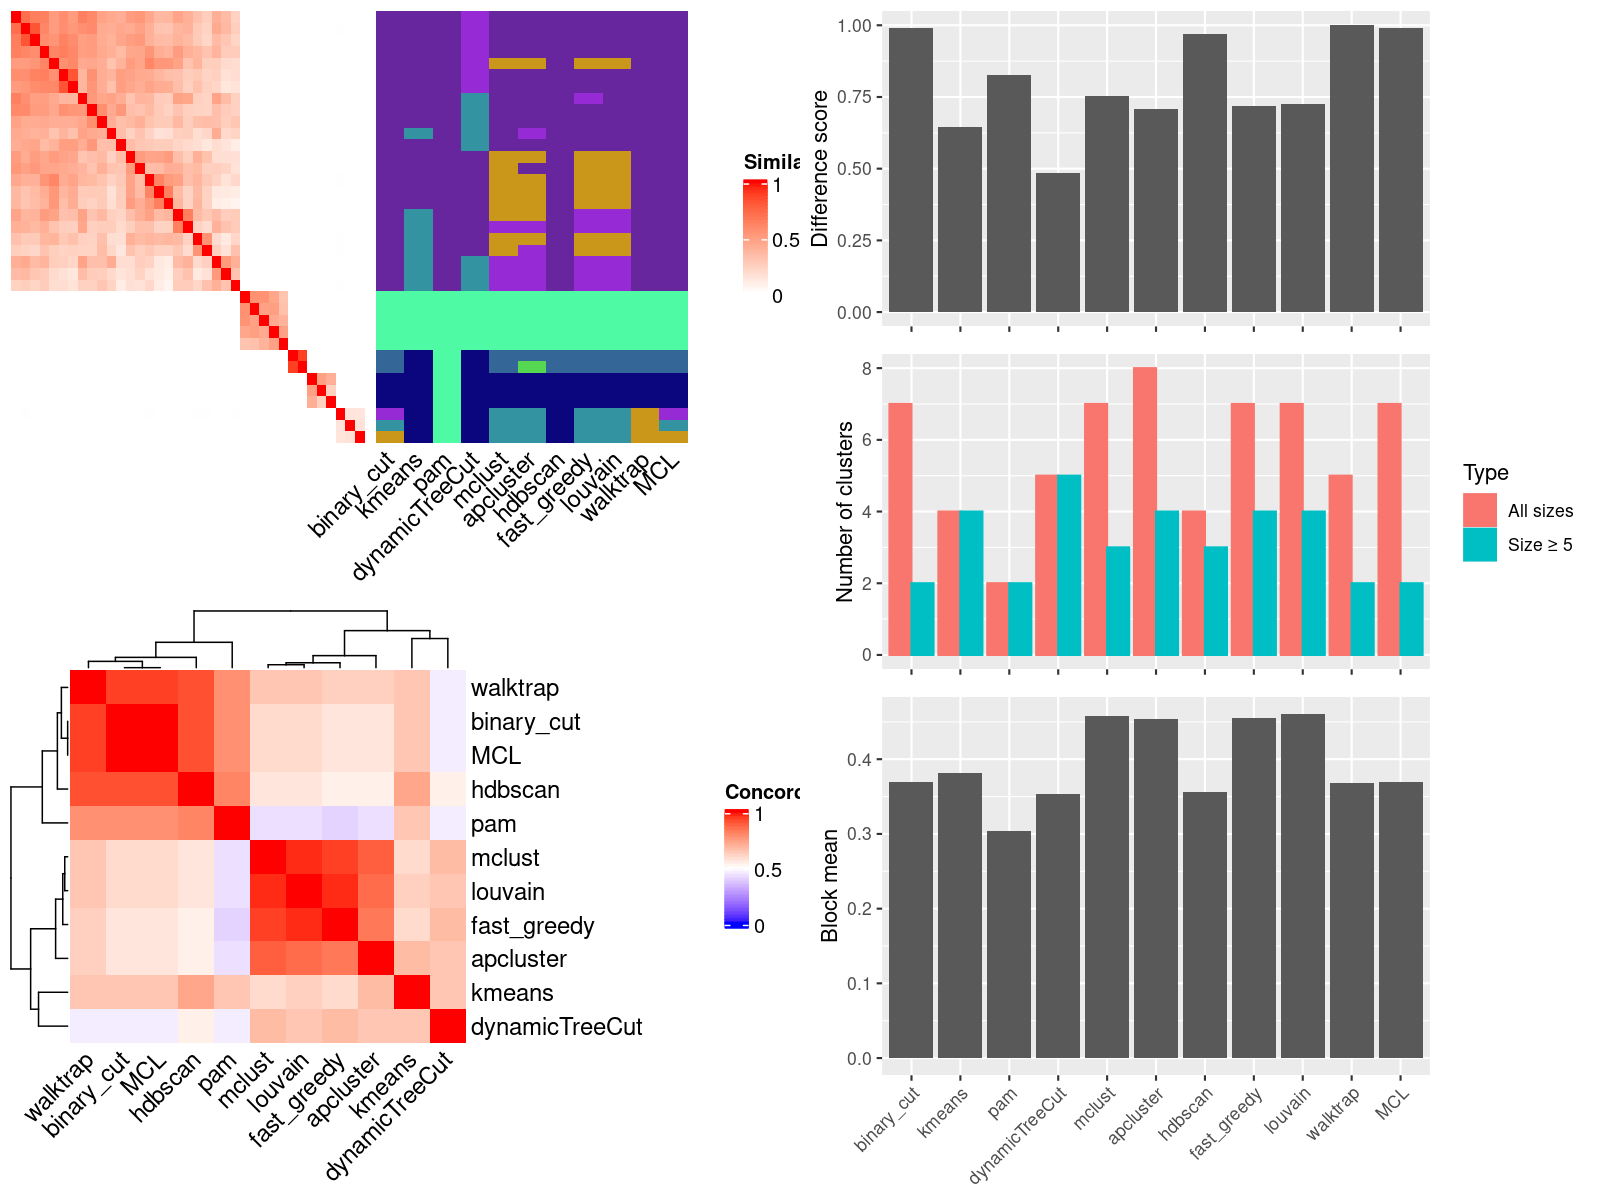 Simila
1
0.5
0
binary_cut
kmeans
pam
dynamicTreeCut
mclust
apcluster
hdbscan
fast_greedy
louvain
walktrap
MCL
walktrap
binary_cut
MCL
hdbscan
pam
mclust
louvain
fast_greedy
apcluster
kmeans
dynamicTreeCut
walktrap
binary_cut
MCL
hdbscan
pam
mclust
louvain
fast_greedy
apcluster
kmeans
dynamicTreeCut
Concord
1
0.5
0
Difference score
1.00
0.75
0.50
0.25
0.00
Number of clusters
8
6
4
2
0
Type
All sizes
Size ≥ 5
Block mean
0.4
0.3
0.2
0.1
0.0
binary_cut
kmeans
pam
dynamicTreeCut
mclust
apcluster
hdbscan
fast_greedy
louvain
walktrap
MCL